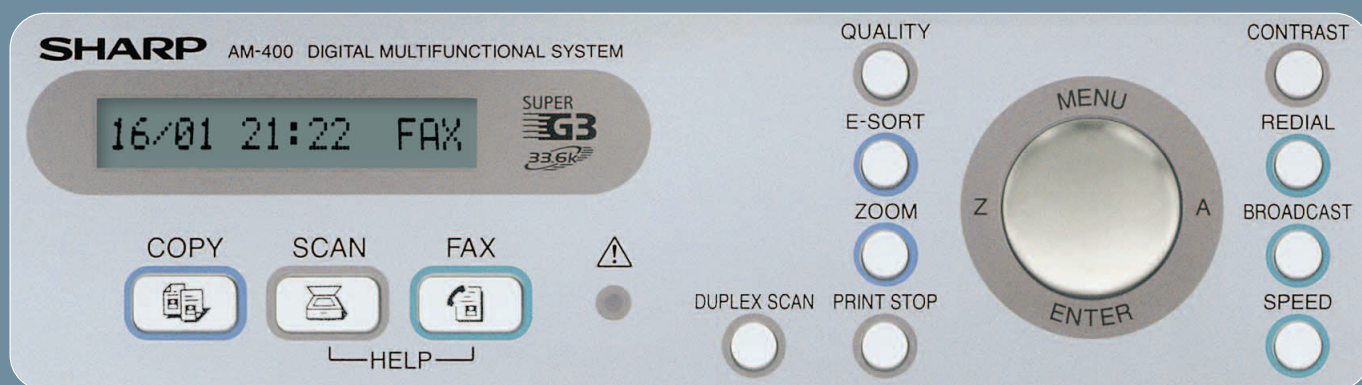 SHARP AM-400 DIGITAL MULTIFUNCTIONAL SYSTEM
16/01 21:22 FAX
SUPER
G3
33.6k
COPY SCAN FAX
HELP
QUALITY
E-SORT
ZOOM
DUPLEX SCAN PRINT STOP
MENU
Z A
ENTER
CONTRAST
REDIAL
BROADCAST
SPEED